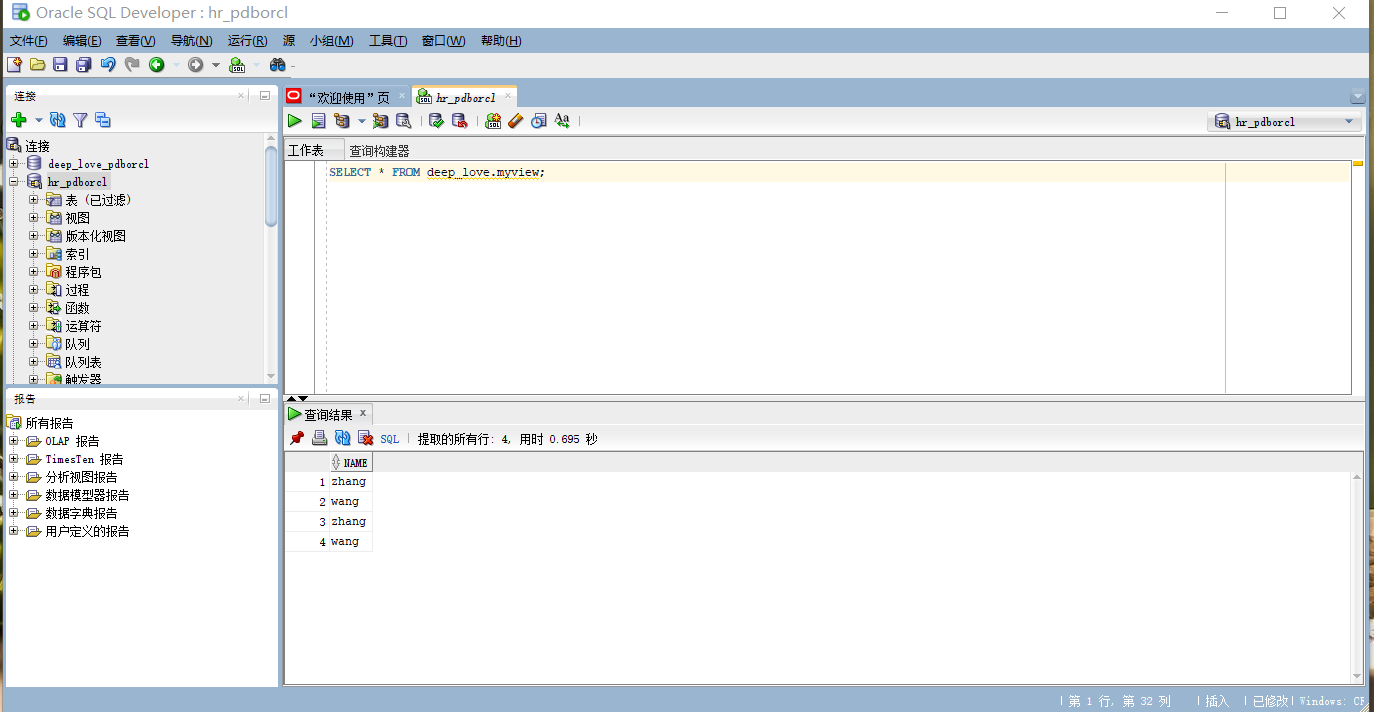 Oracle SQL Developer : hr_pdborcl
文件(F) 编辑(E) 查看(V) 导航(N) 运行(R) 源 小组(M) 工具(T) 窗口(W) 帮助(H)
连接
连接
deep_love_pdborcl
hr_pdborcl
表 (已过滤)
视图
版本化视图
索引
程序包
过程
函数
运算符
队列
队列表
触发器
报告
所有报告
OLAP 报告
TimesTen 报告
分析视图报告
数据模型器报告
数据字典报告
用户定义的报告
“欢迎使用”页 hr_pdborcl
hr_pdborcl
工作表 查询构建器
SELECT * FROM deep_love.myview;
查询结果 x
SQL | 提取的所有行: 4, 用时 0.695 秒
NAME
1 zhang
2 wang
3 zhang
4 wang
| 第 1 行, 第 32 列 | 插入 | 已修改| Windows: CF